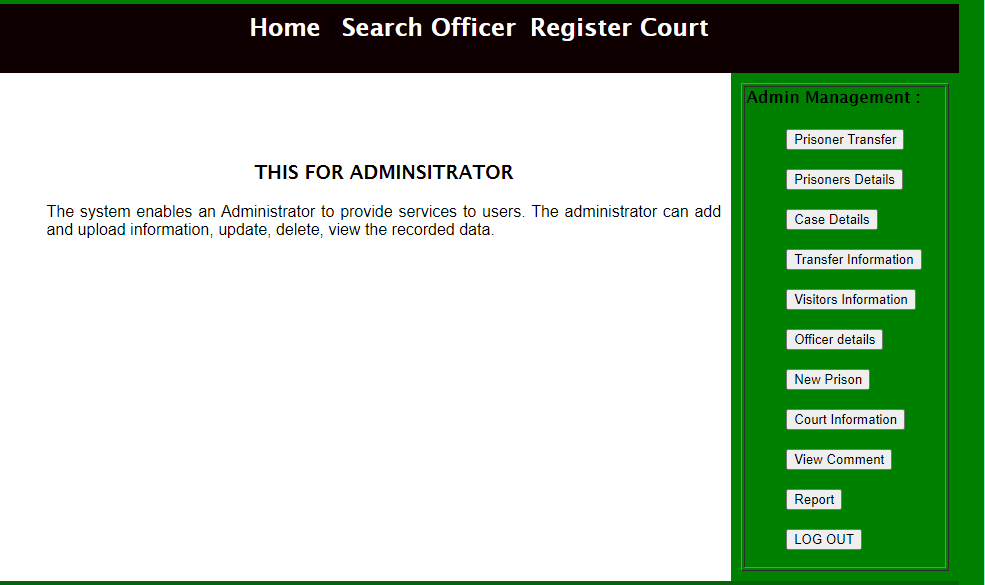 Home Search Officer Register Court
Admin Management :
THIS FOR ADMINSITRATOR
The system enables an Administrator to provide services to users. The administrator can add
and upload information, update, delete, view the recorded data.
Prisoner Transfer
Prisoners Details
Case Details
Transfer Information
Visitors Information
Officer details
New Prison
Court Information
View Comment
Report
LOG OUT